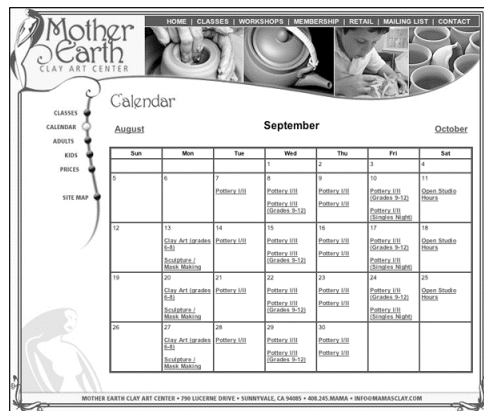 Mother
Earth
CLAY ART CENTER
HOME | CLASSES | WORKSHOPS | MEMBERSHIP | RETAIL | MAILING LIST | CONTACT
CLASSES
CALENDAR
ADULTS
KIDS
PRICES
SITE MAP
Calendar
August September October
Sun Mon Tue Wed Thu Fri Sat
1 2 3 4
5 6 7 8 9 10 11
Pottery I/II Pottery I/II Pottery I/II Pottery I/II (Grades 9-12) Open Studio Hours
Pottery I/II (Grades 9-12) Pottery I/II Pottery I/II (Singles Night)
12 13 14 15 16 17 18
Clay Art (grades 6-8) Pottery I/II Pottery I/II Pottery I/II Pottery I/II (Grades 9-12) Open Studio Hours
Sculpture / Mask Making Pottery I/II (Grades 9-12) Pottery I/II Pottery I/II (Singles Night)
19 20 21 22 23 24 25
Clay Art (grades 6-8) Pottery I/II Pottery I/II Pottery I/II Pottery I/II (Grades 9-12) Open Studio Hours
Sculpture / Mask Making Pottery I/II (Grades 9-12) Pottery I/II Pottery I/II (Singles Night)
26 27 28 29 30
Clay Art (grades 6-8) Pottery I/II Pottery I/II Pottery I/II
Sculpture / Mask Making Pottery I/II (Grades 9-12) Pottery I/II
MOTHER EARTH CLAY ART CENTER • 790 LUCERNE DRIVE • SUNNYVALE, CA 94085 • 408.245.MAMA • INFO@MAMASCLAY.COM